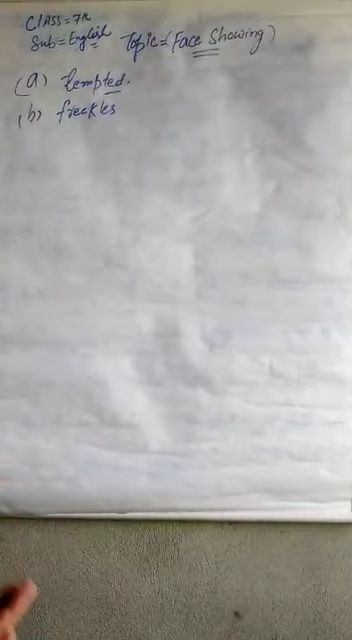 CLASS = 7th
Sub = English Topic = (Face Showing)
(a) tempted.
(b) freckles